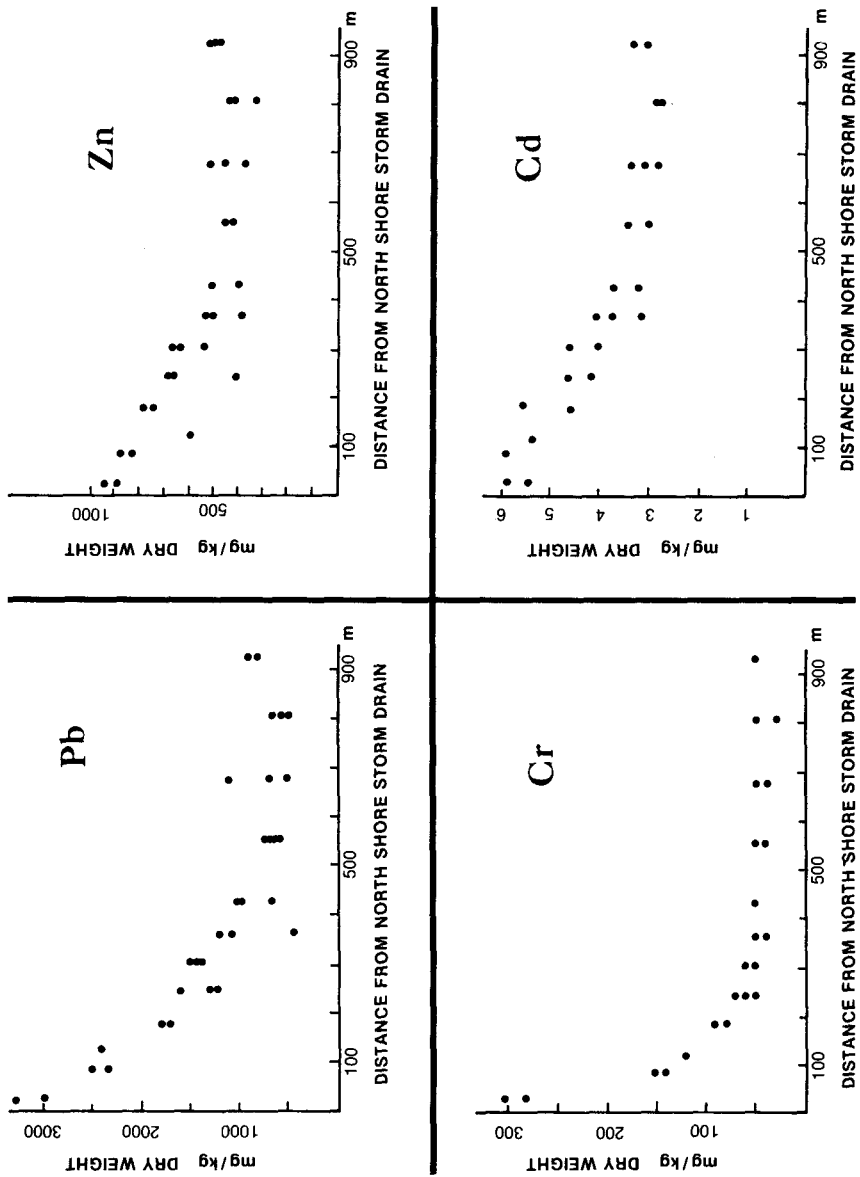 Pb
mg/kg DRY WEIGHT
3000
2000
1000
100
500
900
m
DISTANCE FROM NORTH SHORE STORM DRAIN
Zn
mg/kg DRY WEIGHT
1000
500
100
500
900
m
DISTANCE FROM NORTH SHORE STORM DRAIN
Cr
mg/kg DRY WEIGHT
300
200
100
100
500
900
m
DISTANCE FROM NORTH SHORE STORM DRAIN
Cd
mg/kg DRY WEIGHT
6
5
4
3
2
1
100
500
900
m
DISTANCE FROM NORTH SHORE STORM DRAIN